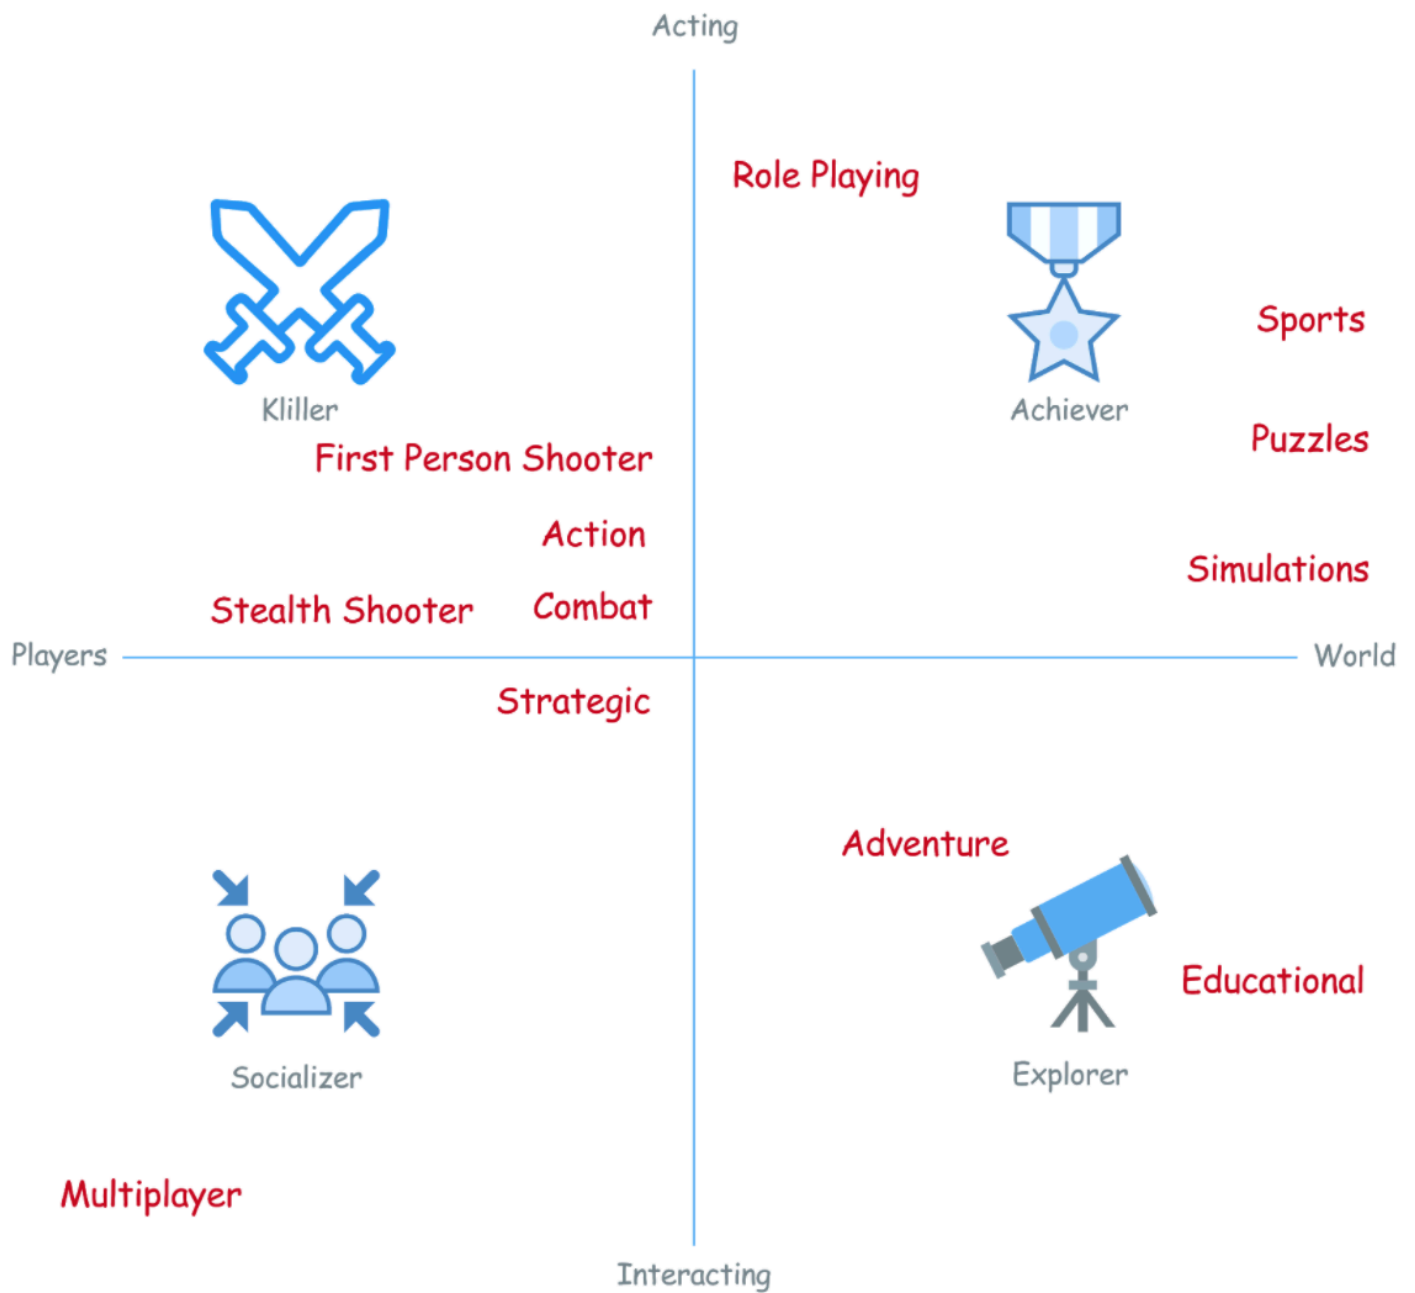 Acting
Role Playing
Sports
Kliller
Achiever
Puzzles
First Person Shooter
Action
Simulations
Stealth Shooter
Combat
Players
World
Strategic
Adventure
Educational
Socializer
Explorer
Multiplayer
Interacting